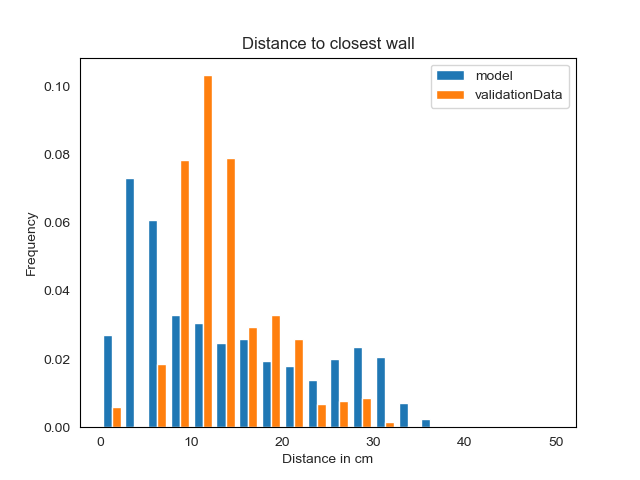 Distance to closest wall
model
validationData
0.10
0.08
0.06
0.04
0.02
0.00
Frequency
0 10 20 30 40 50
Distance in cm